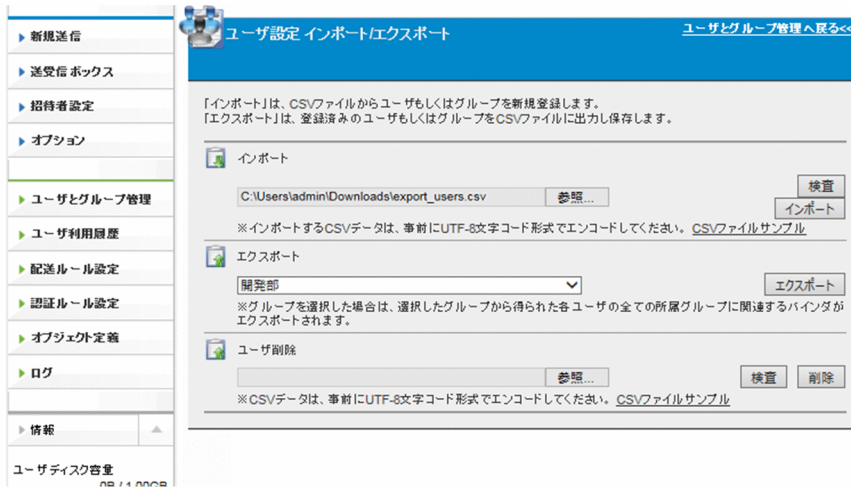 新規送信
送受信ボックス
招待者設定
オプション
ユーザとグループ管理
ユーザ利用履歴
配送ルール設定
認証ルール設定
オブジェクト定義
ログ
情報
ユーザディスク容量
0B / 1.00GB
ユーザ設定 インポート/エクスポート
ユーザとグループ管理へ戻る<<
「インポート」は、CSVファイルからユーザもしくはグループを新規登録します。
「エクスポート」は、登録済みのユーザもしくはグループをCSVファイルに出力し保存します。
インポート
C:\Users\admin\Downloads\export_users.csv 参照... 検査
インポート
※インポートするCSVデータは、事前にUTF-8文字コード形式でエンコードしてください。 CSVファイルサンプル
エクスポート
開発部 エクスポート
※グループを選択した場合は、選択したグループから得られた各ユーザの全ての所属グループに関連するバインダが
エクスポートされます。
ユーザ削除
参照... 検査 削除
※CSVデータは、事前にUTF-8文字コード形式でエンコードしてください。 CSVファイルサンプル